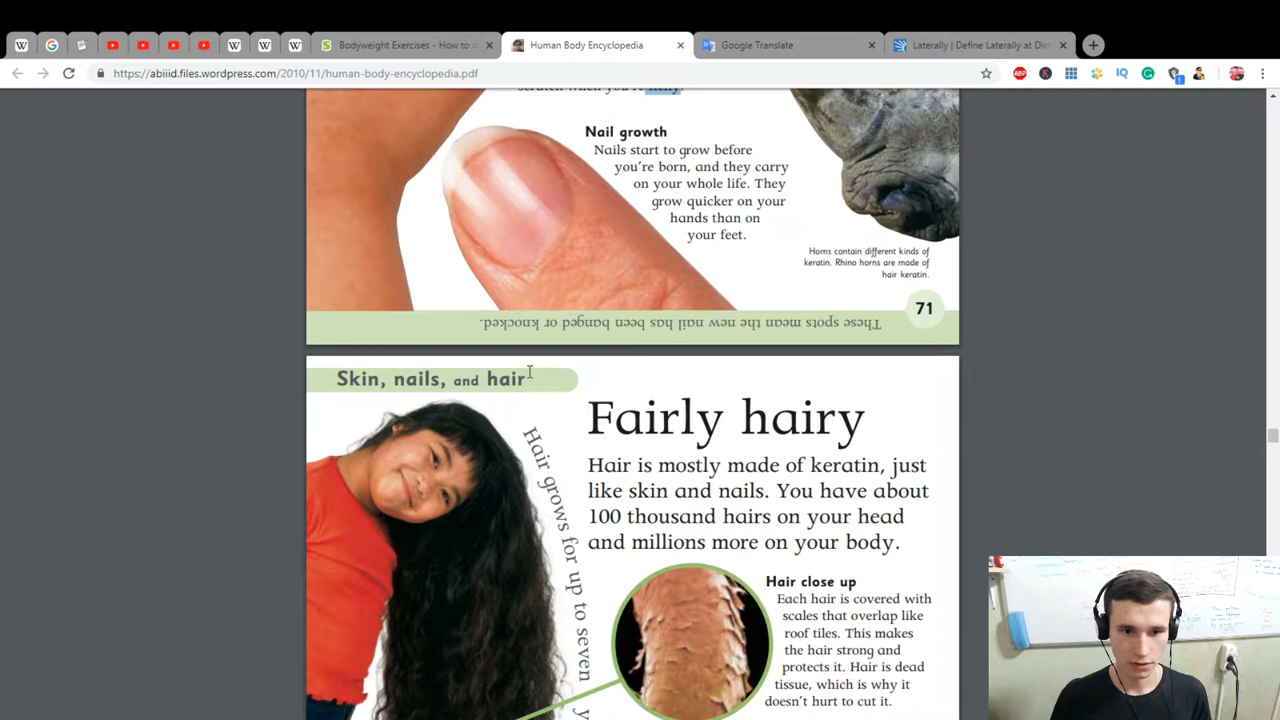 Bodyweight Exercises - How to u
Human Body Encyclopedia
Google Translate
Laterally | Define Laterally at Dict
https://abiiid.files.wordpress.com/2010/11/human-body-encyclopedia.pdf
scratch when you're itchy.
Nail growth
Nails start to grow before
you're born, and they carry
on your whole life. They
grow quicker on your
hands than on
your feet.
Horns contain different kinds of
keratin. Rhino horns are made of
hair keratin.
71
These spots mean the new nail has been banged or knocked.
Skin, nails, and hair
Fairly hairy
Hair is mostly made of keratin, just
like skin and nails. You have about
100 thousand hairs on your head
and millions more on your body.
Hair grows for up to seven y
Hair close up
Each hair is covered with
scales that overlap like
roof tiles. This makes
the hair strong and
protects it. Hair is dead
tissue, which is why it
doesn't hurt to cut it.